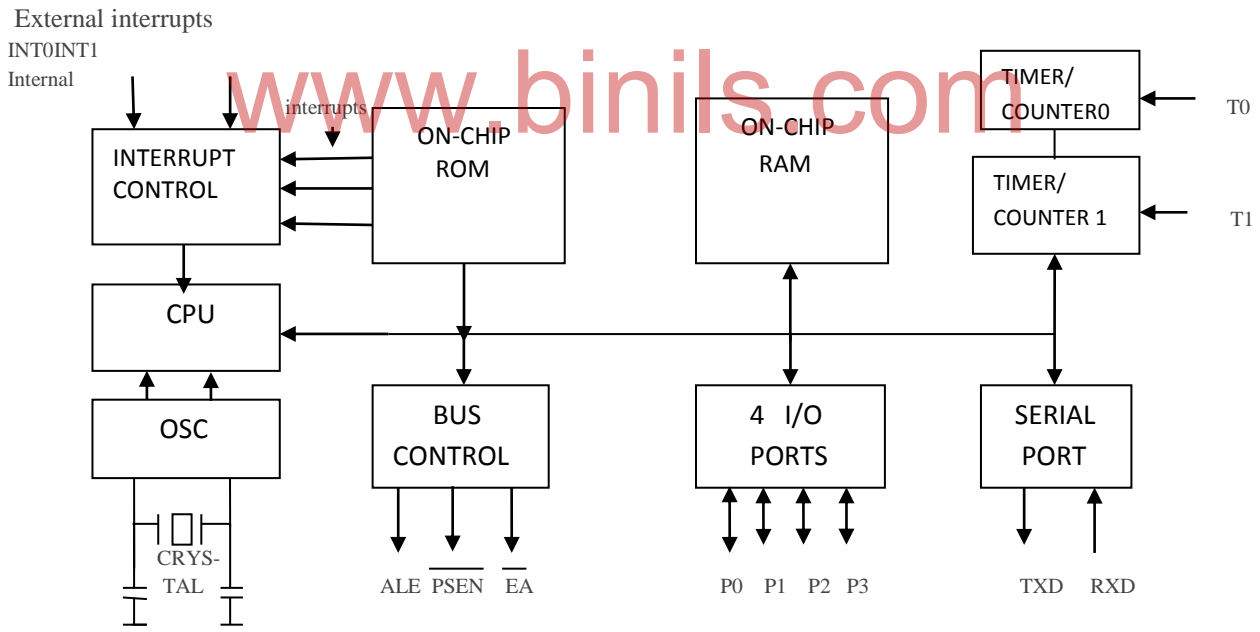 External interrupts
INT0INT1
Internal
www.binils.com
interrupts
INTERRUPT
CONTROL
ON-CHIP
ROM
ON-CHIP
RAM
TIMER/
COUNTER0
T0
TIMER/
COUNTER 1
T1
CPU
OSC
BUS
CONTROL
4 I/O
PORTS
SERIAL
PORT
CRYS-
TAL
ALE PSEN EA
P0 P1 P2 P3
TXD RXD